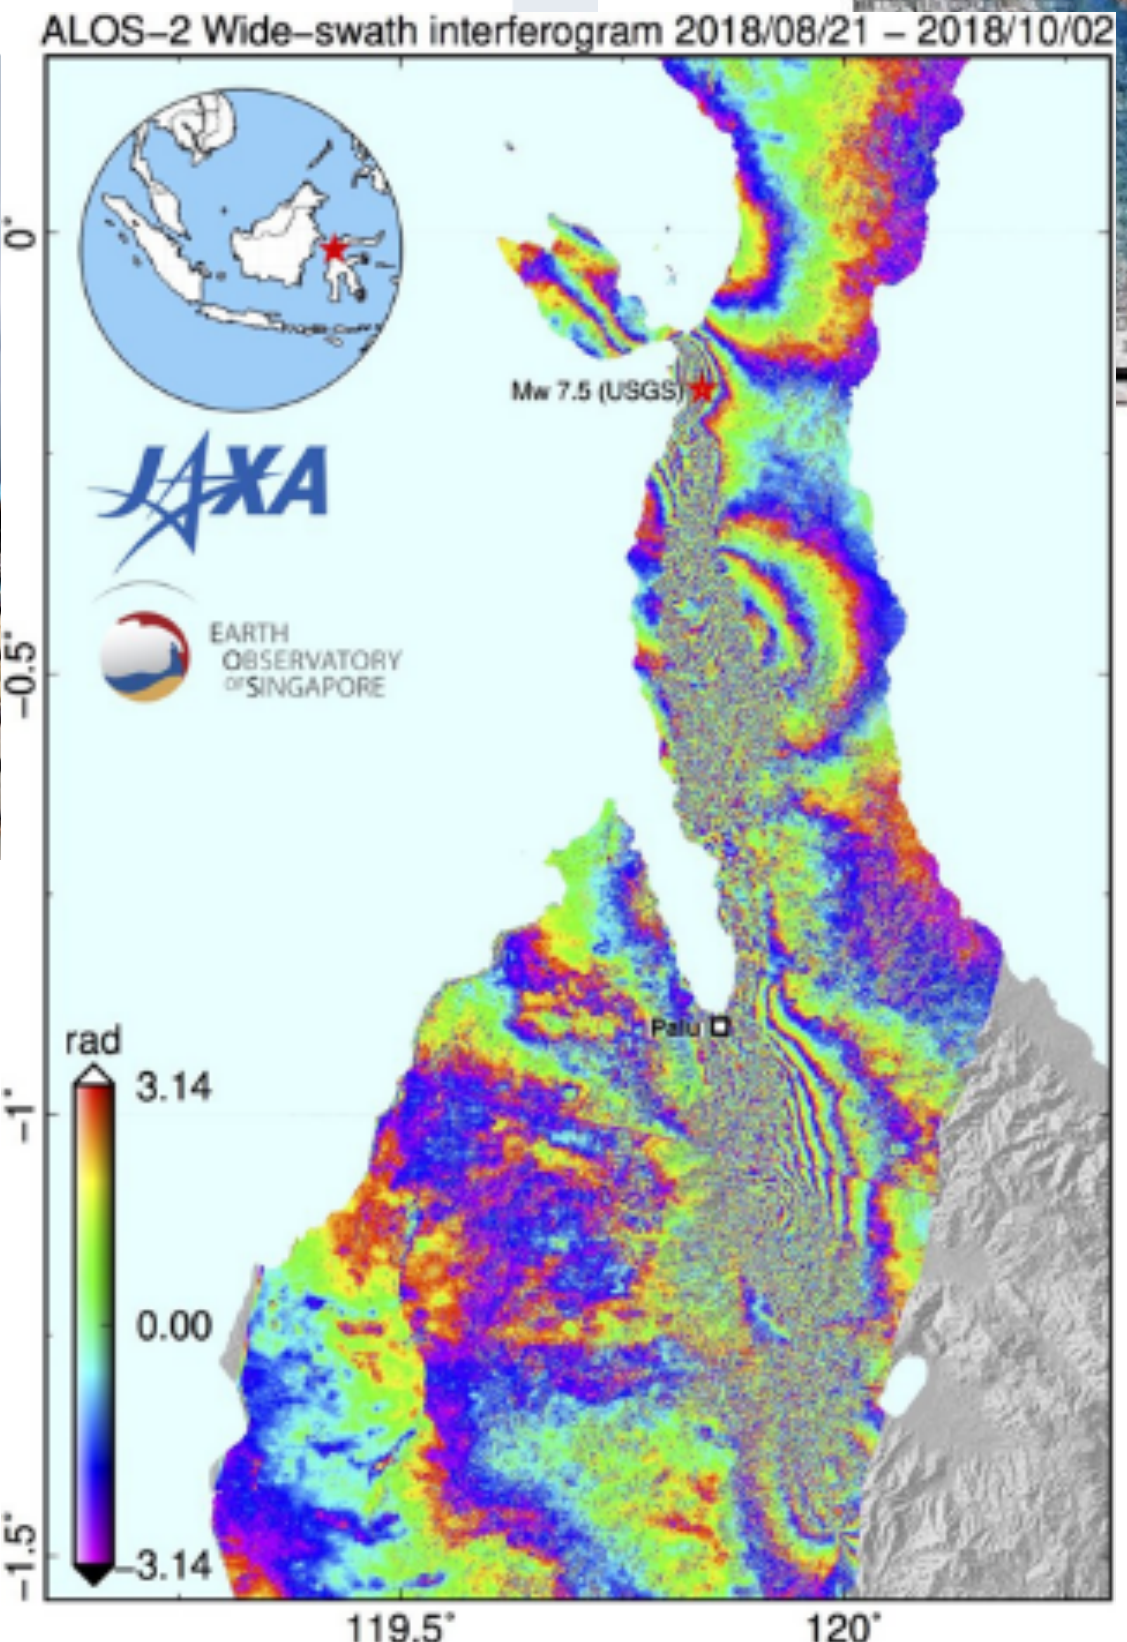 ALOS−2 Wide−swath interferogram 2018/08/21 − 2018/10/02
0°
Mw 7.5 (USGS)
JAXA
EARTH
OBSERVATORY
OF SINGAPORE
−0.5°
Palu
rad
3.14
−1°
0.00
−3.14
−1.5°
119.5°
120°